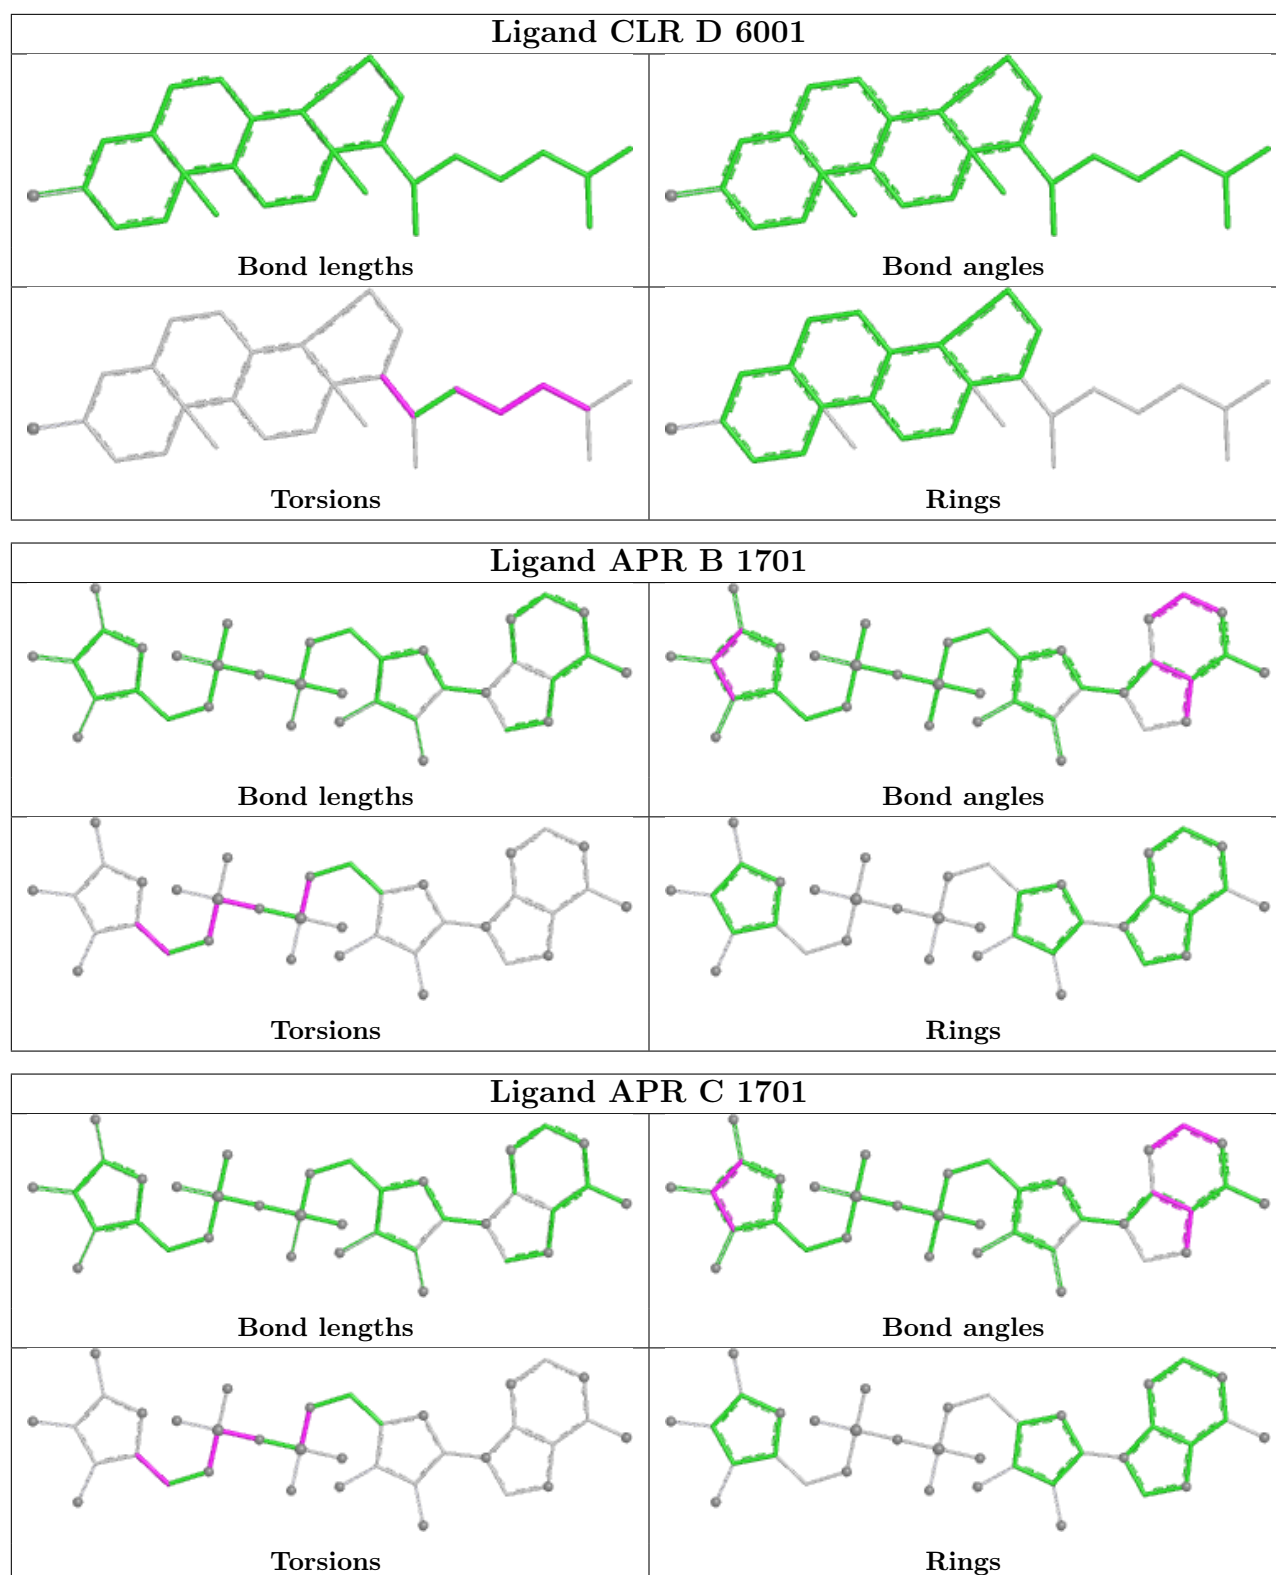 Ligand CLR D 6001
Bond lengths
Bond angles
Torsions
Rings
Ligand APR B 1701
Bond lengths
Bond angles
Torsions
Rings
Ligand APR C 1701
Bond lengths
Bond angles
Torsions
Rings